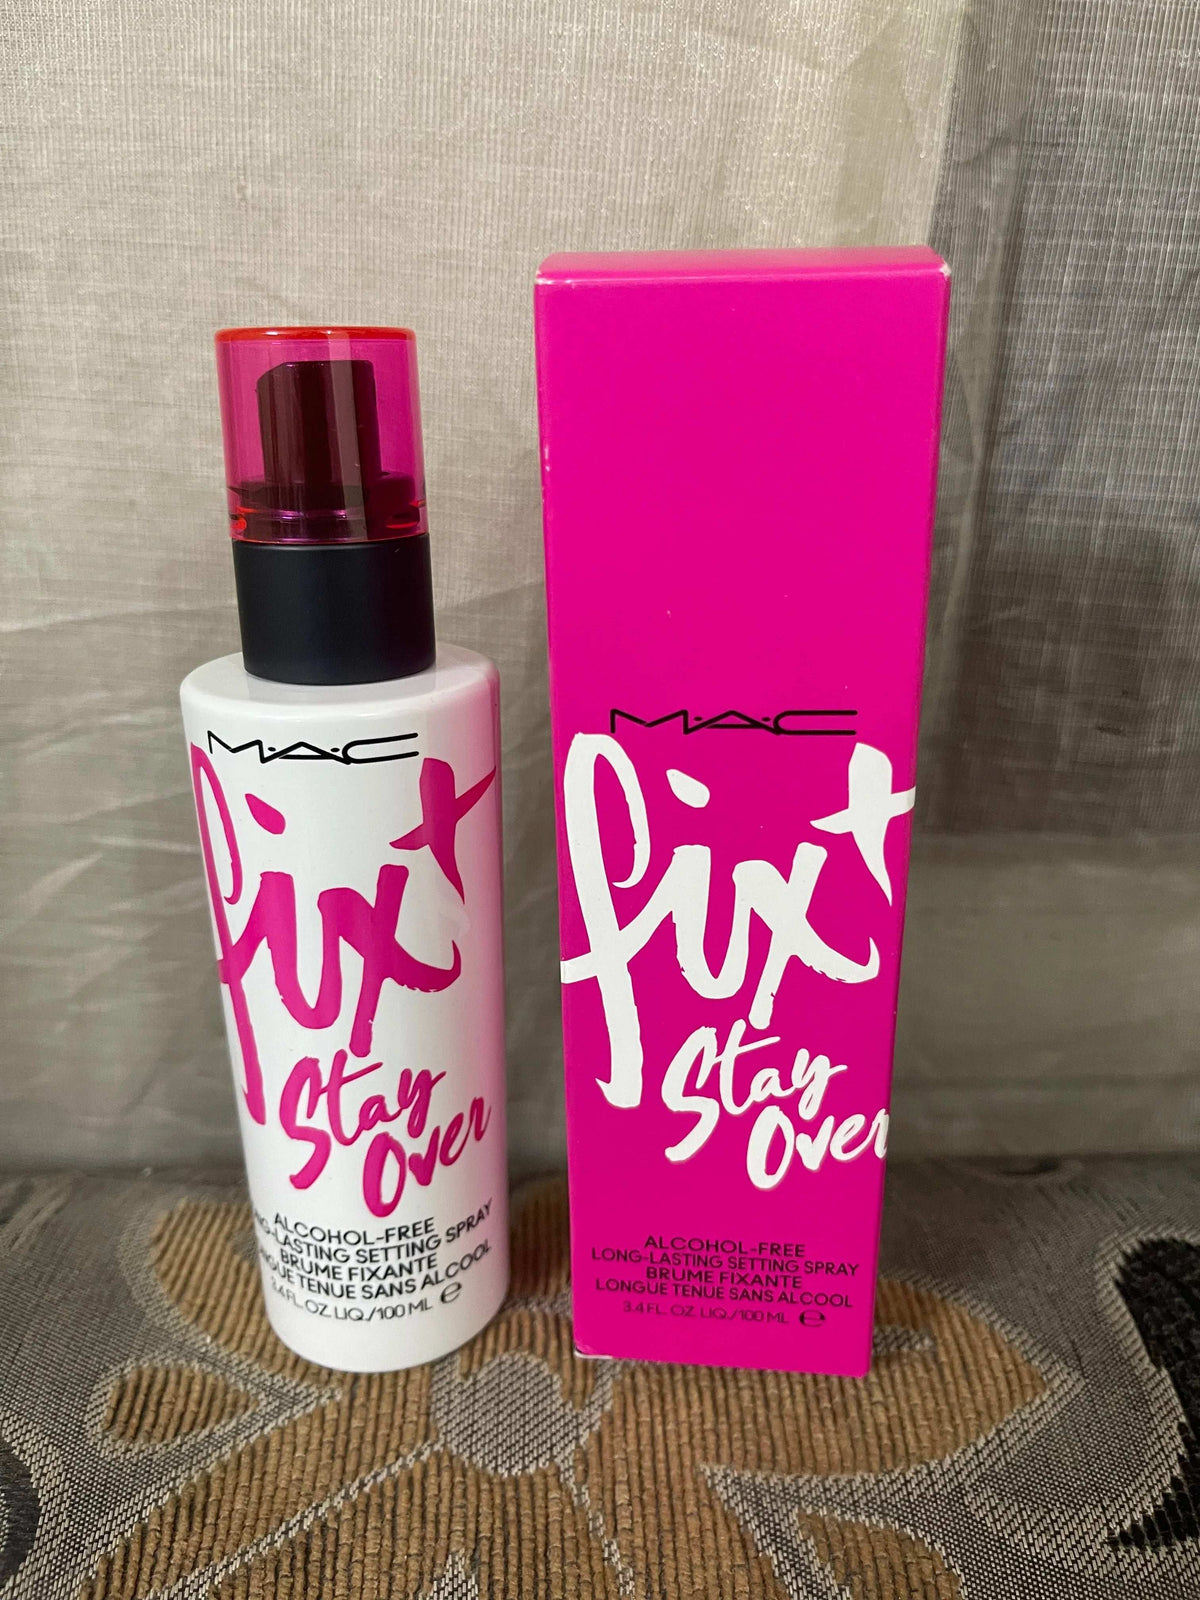 M·A·C
fix+
Stay
Over
ALCOHOL-FREE
LONG-LASTING SETTING SPRAY
BRUME FIXANTE
LONGUE TENUE SANS ALCOOL
3.4 FL. OZ. LIQ./100 ML ℮
M·A·C
fix+
Stay
Over
ALCOHOL-FREE
LONG-LASTING SETTING SPRAY
BRUME FIXANTE
LONGUE TENUE SANS ALCOOL
3.4 FL. OZ. LIQ./100 ML ℮